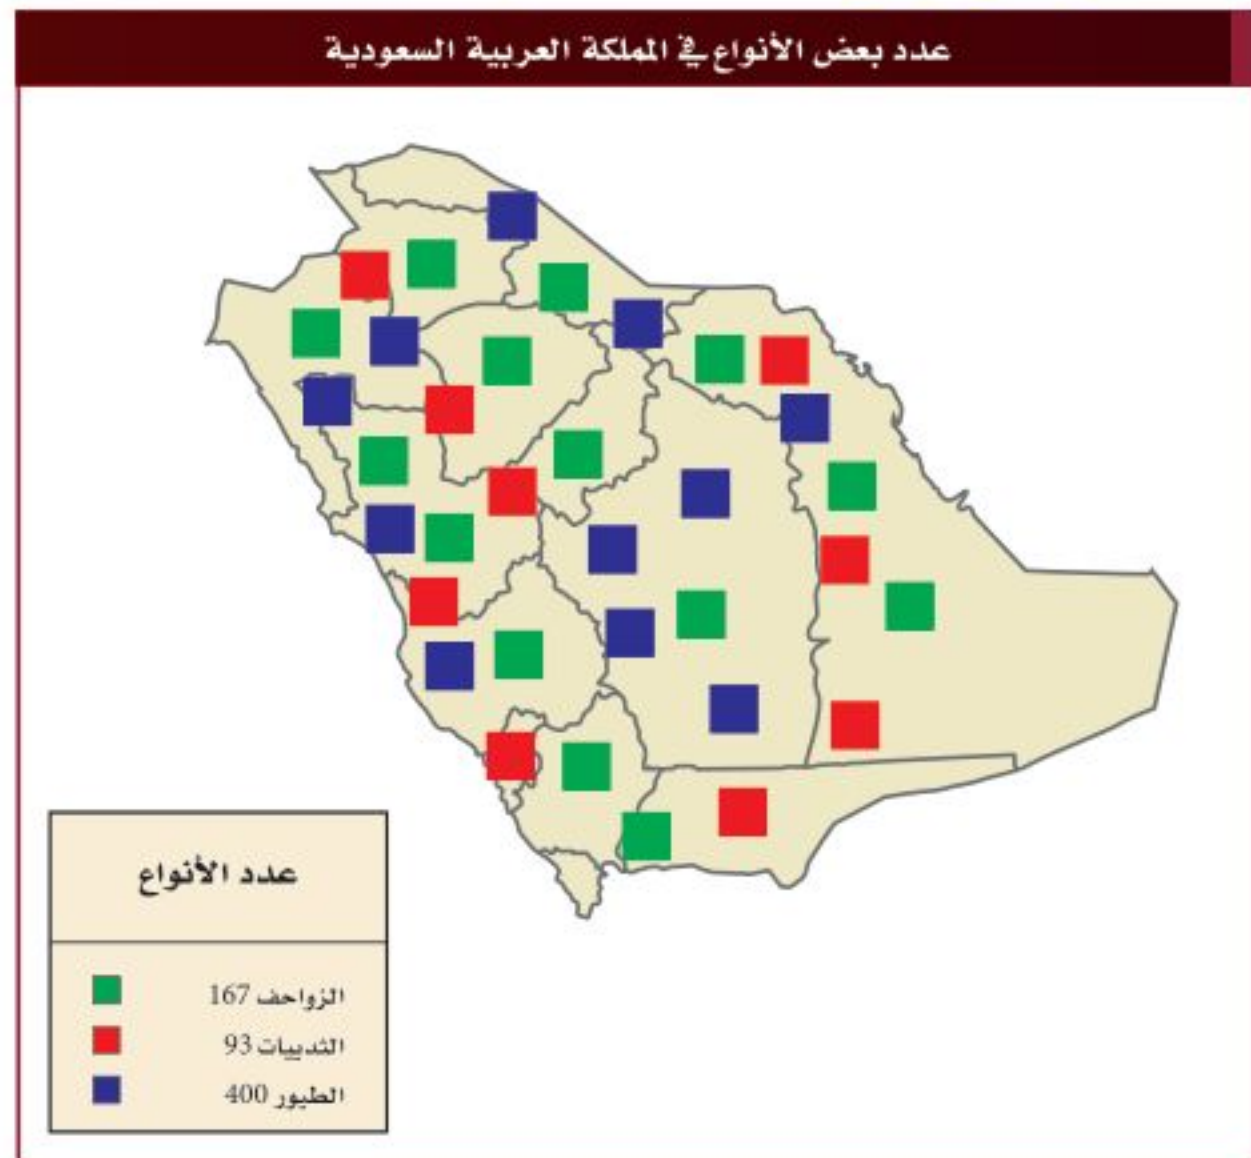 عدد بعض الأنواع في المملكة العربية السعودية
عدد الأنواع
الزواحف 167
الثدييات 93
الطيور 400